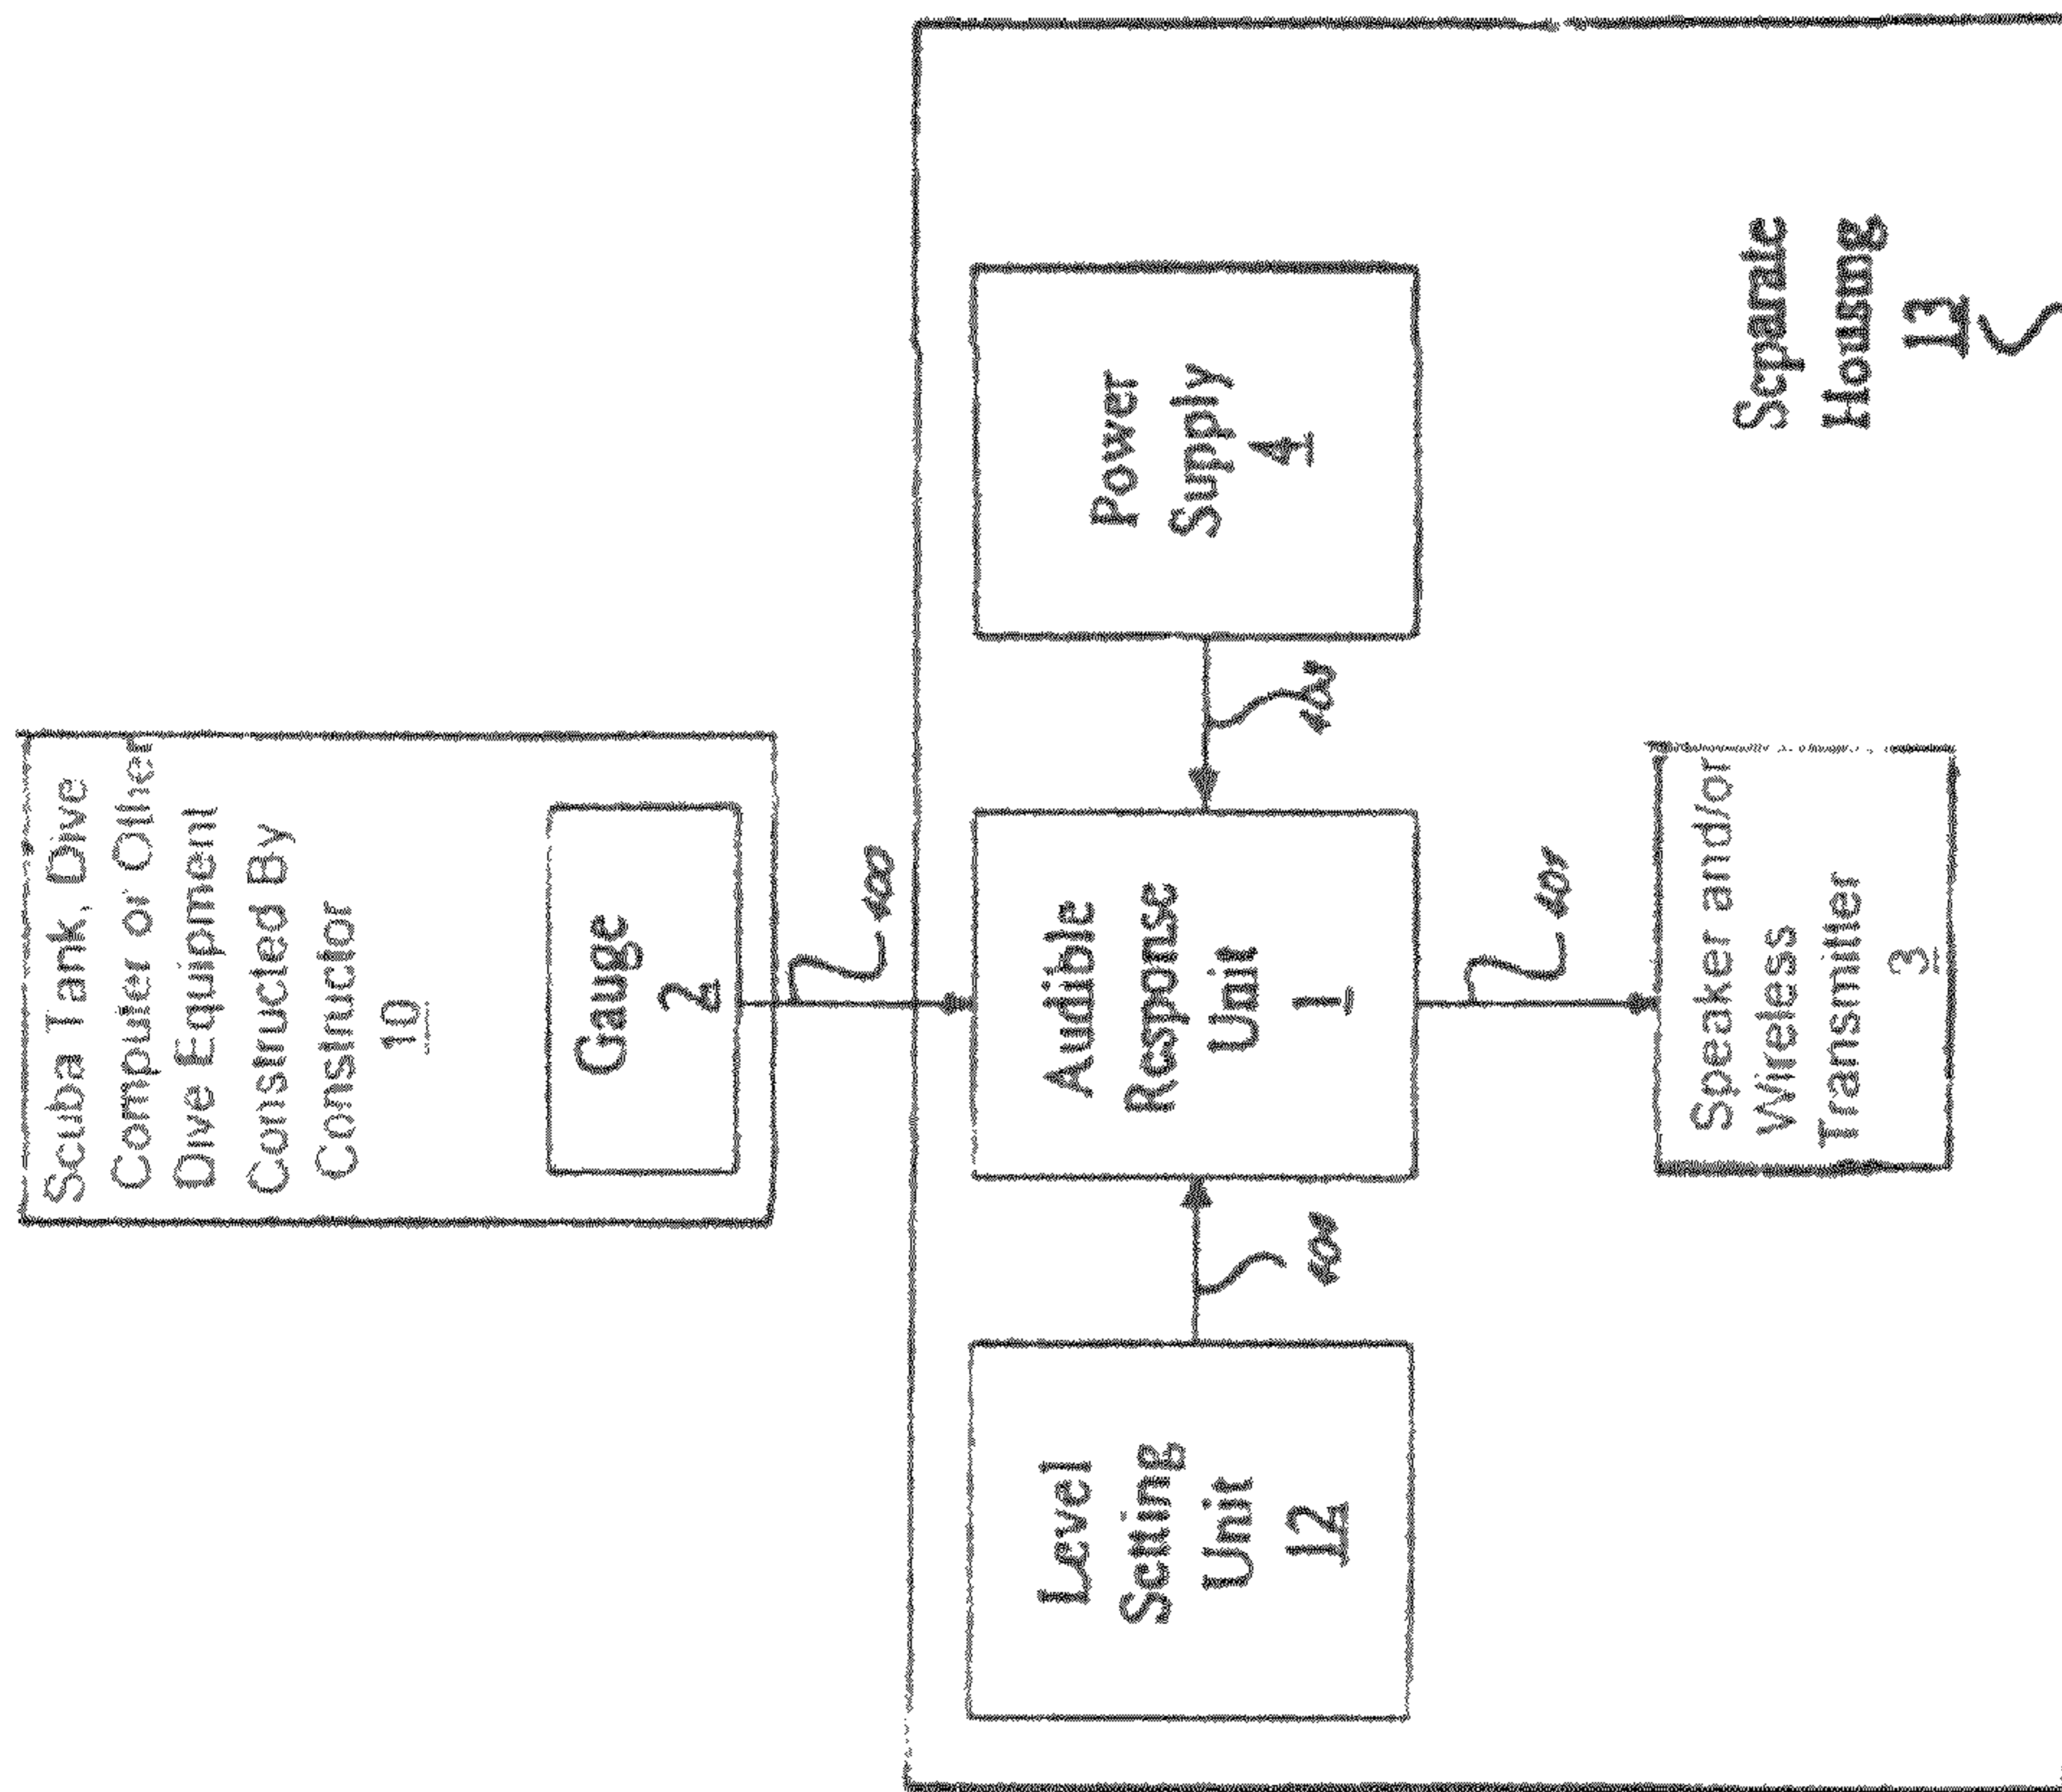 Scuba Tank, Dive
Computer or Other
Dive Equipment
Constructed By
Constructor
10
Gauge
2
400
Level
Setting
Unit
12
Audible
Response
Unit
1
Power
Supply
4
401
Speaker and/or
Wireless
Transmitter
3
Separate
Housing
13